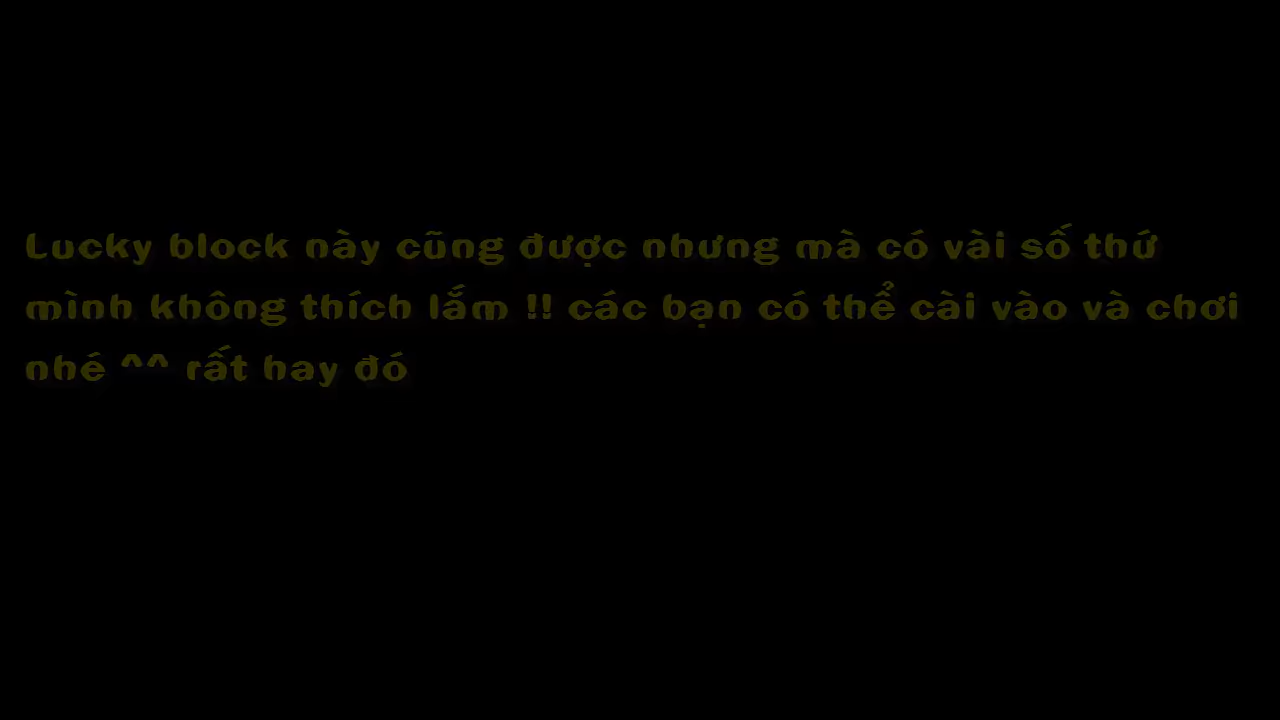 Lucky block này cũng được nhưng mà có vài số thứ
mình không thích lắm !! các bạn có thể cài vào và chơi
nhé ^^ rất hay đó